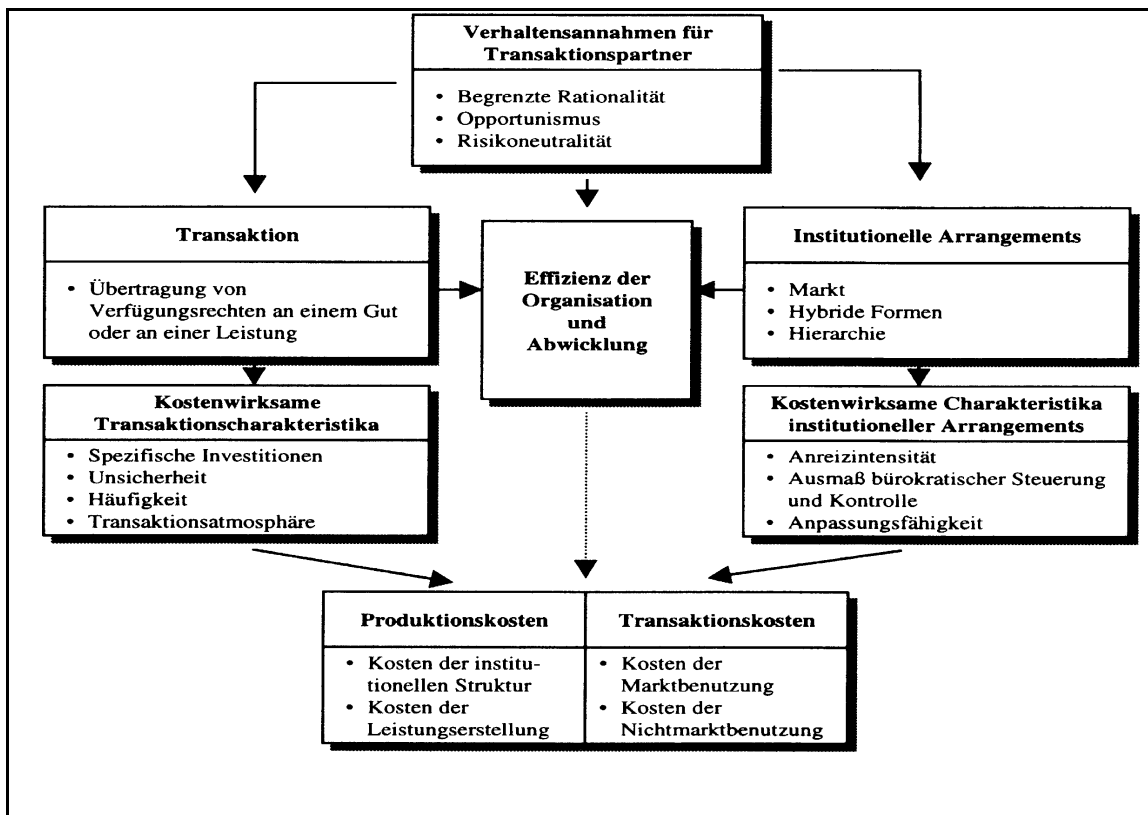 Verhaltensannahmen für
Transaktionspartner
• Begrenzte Rationalität
• Opportunismus
• Risikoneutralität
Transaktion
• Übertragung von
Verfügungsrechten an einem Gut
oder an einer Leistung
Effizienz der
Organisation
und
Abwicklung
Institutionelle Arrangements
• Markt
• Hybride Formen
• Hierarchie
Kostenwirksame
Transaktionscharakteristika
• Spezifische Investitionen
• Unsicherheit
• Häufigkeit
• Transaktionsatmosphäre
Kostenwirksame Charakteristika
institutioneller Arrangements
• Anreizintensität
• Ausmaß bürokratischer Steuerung
und Kontrolle
• Anpassungsfähigkeit
Produktionskosten
• Kosten der institu-
tionellen Struktur
• Kosten der
Leistungserstellung
Transaktionskosten
• Kosten der
Marktbenutzung
• Kosten der
Nichtmarktbenutzung